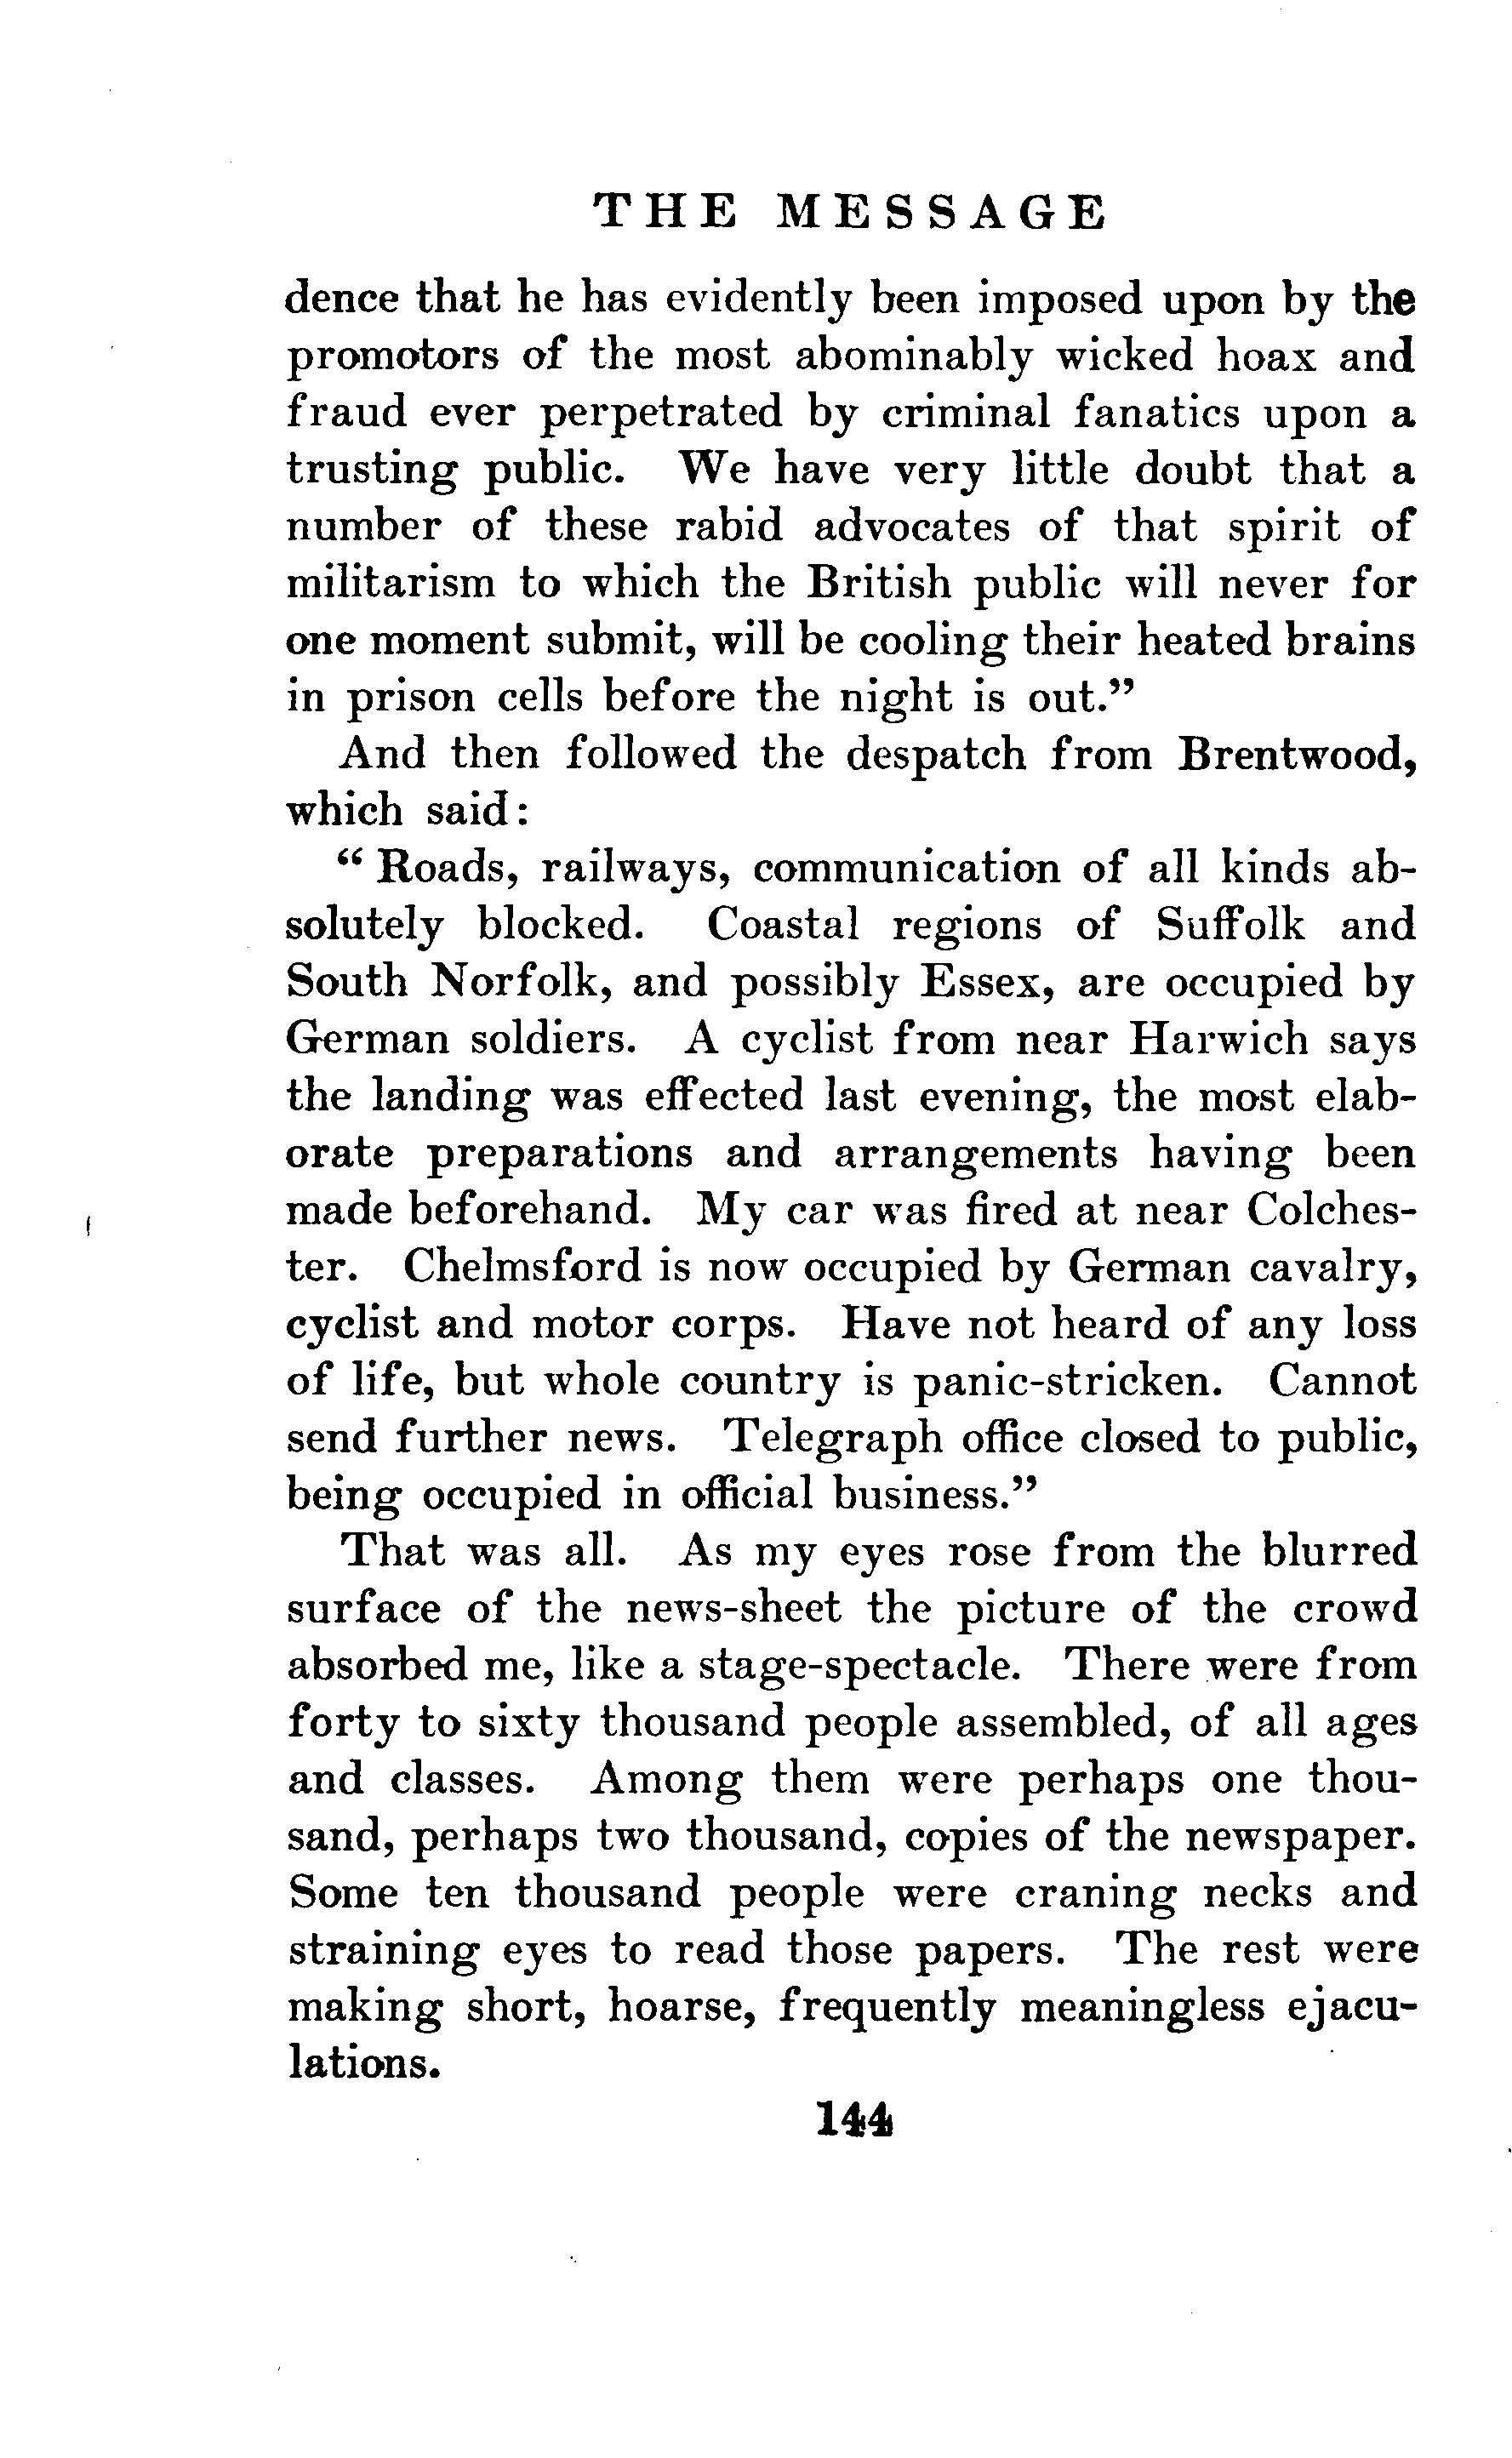 THE MESSAGE
dence that he has evidently been imposed upon by the
promotors of the most abominably wicked hoax and
fraud ever perpetrated by criminal fanatics upon a
trusting public. We have very little doubt that a
number of these rabid advocates of that spirit of
militarism to which the British public will never for
one moment submit, will be cooling their heated brains
in prison cells before the night is out.”
And then followed the despatch from Brentwood,
which said:
“ Roads, railways, communication of all kinds ab-
solutely blocked. Coastal regions of Suffolk and
South Norfolk, and possibly Essex, are occupied by
German soldiers. A cyclist from near Harwich says
the landing was effected last evening, the most elab-
orate preparations and arrangements having been
made beforehand. My car was fired at near Colches-
ter. Chelmsford is now occupied by German cavalry,
cyclist and motor corps. Have not heard of any loss
of life, but whole country is panic-stricken. Cannot
send further news. Telegraph office closed to public,
being occupied in official business.”
That was all. As my eyes rose from the blurred
surface of the news-sheet the picture of the crowd
absorbed me, like a stage-spectacle. There were from
forty to sixty thousand people assembled, of all ages
and classes. Among them were perhaps one thou-
sand, perhaps two thousand, copies of the newspaper.
Some ten thousand people were craning necks and
straining eyes to read those papers. The rest were
making short, hoarse, frequently meaningless ejacu-
lations.
144